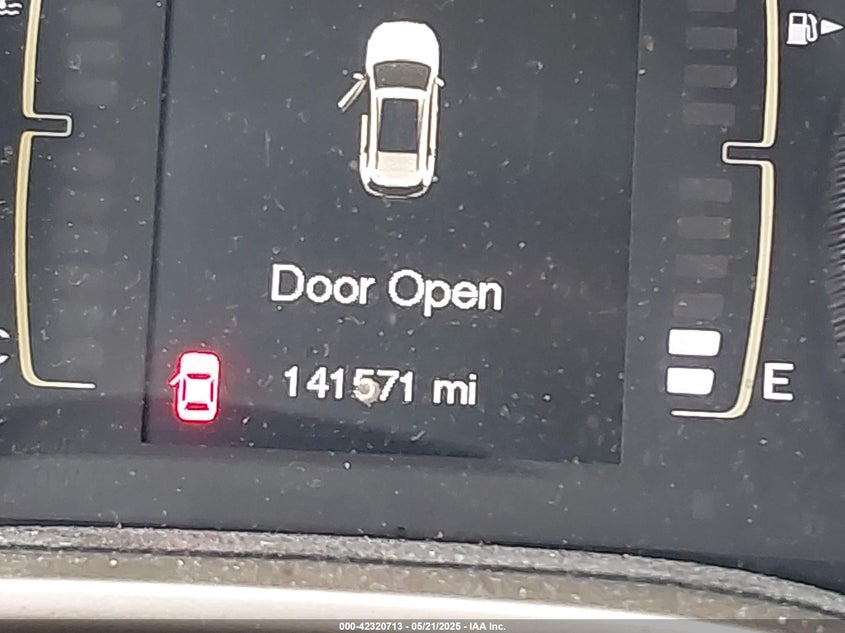 Door Open
141571 mi
E
000-42320713 - 05/21/2025 - IAA Inc.